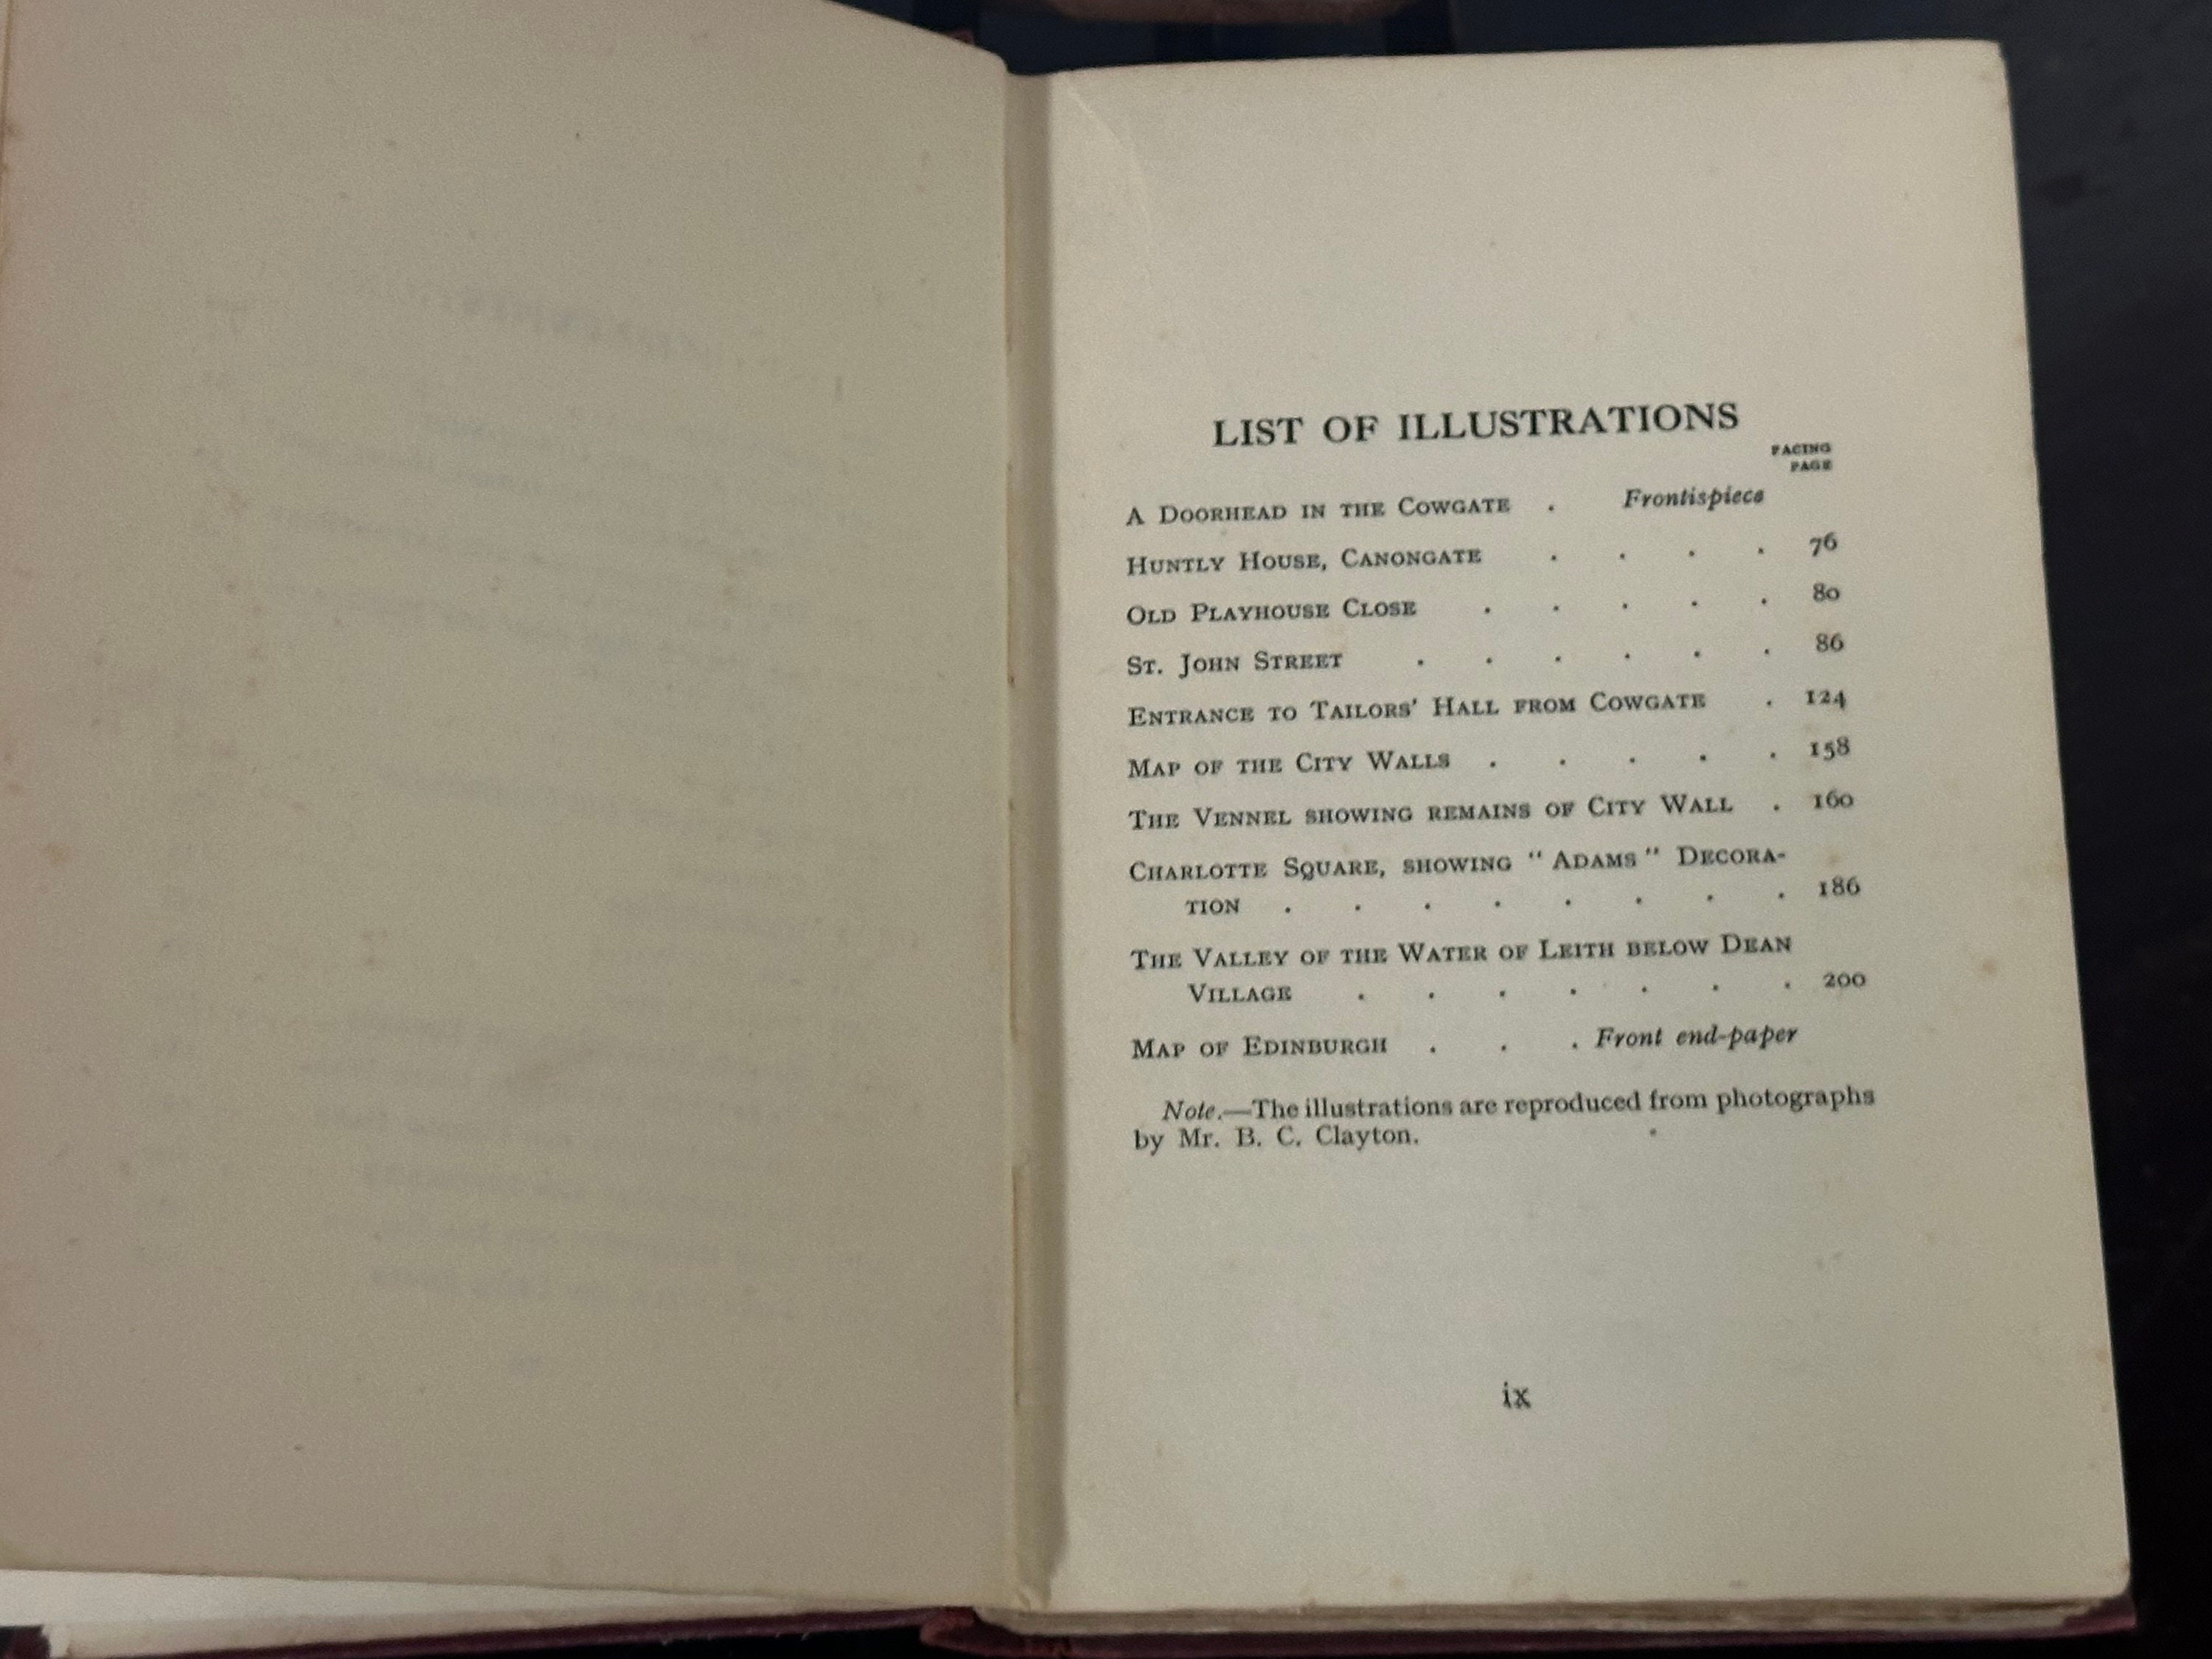 LIST OF ILLUSTRATIONS
FACING
PAGE
A Doorhead in the Cowgate . Frontispiece
Huntly House, Canongate . . . . 76
Old Playhouse Close . . . . . 80
St. John Street . . . . . . 86
Entrance to Tailors' Hall from Cowgate . 124
Map of the City Walls . . . . . 158
The Vennel showing remains of City Wall . 160
Charlotte Square, showing "Adams" Decora-
tion . . . . . . . . 186
The Valley of the Water of Leith below Dean
Village . . . . . . . 200
Map of Edinburgh . . . Front end-paper
Note.—The illustrations are reproduced from photographs
by Mr. B. C. Clayton.
ix